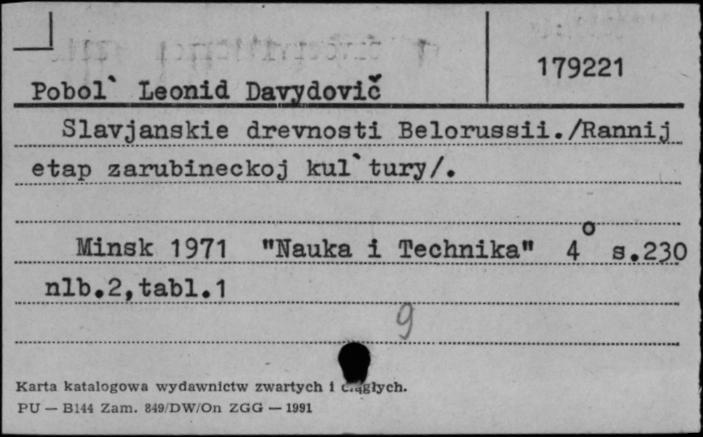 179221
Pobol` Leonid Davydovič
Slavjanskie drevnosti Belorussii./Rannij
etap zarubineckoj kul`tury/.
Minsk 1971 "Nauka i Technika" 4° s.230
nlb.2,tabl.1
9
Karta katalogowa wydawnictw zwartych i ciągłych.
PU — B144 Zam. 849/DW/On ZGG — 1991